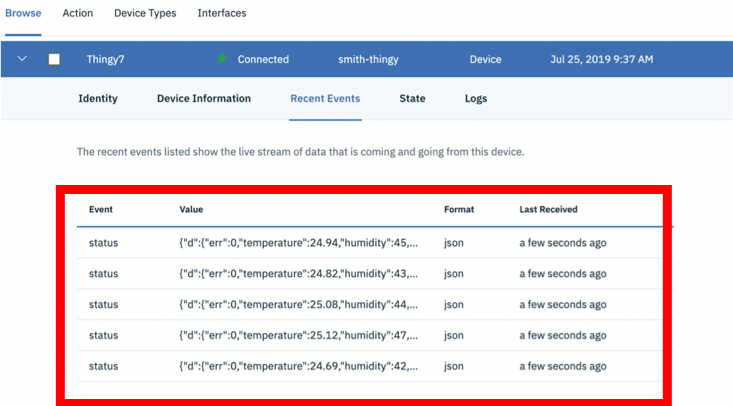 Browse Action Device Types Interfaces
Thingy7 Connected smith-thingy Device Jul 25, 2019 9:37 AM
Identity Device Information Recent Events State Logs
The recent events listed show the live stream of data that is coming and going from this device.
Event Value Format Last Received
status {"d":{"err":0,"temperature":24.94,"humidity":45,... json a few seconds ago
status {"d":{"err":0,"temperature":24.82,"humidity":43,... json a few seconds ago
status {"d":{"err":0,"temperature":25.08,"humidity":44,... json a few seconds ago
status {"d":{"err":0,"temperature":25.12,"humidity":47,... json a few seconds ago
status {"d":{"err":0,"temperature":24.69,"humidity":42,... json a few seconds ago